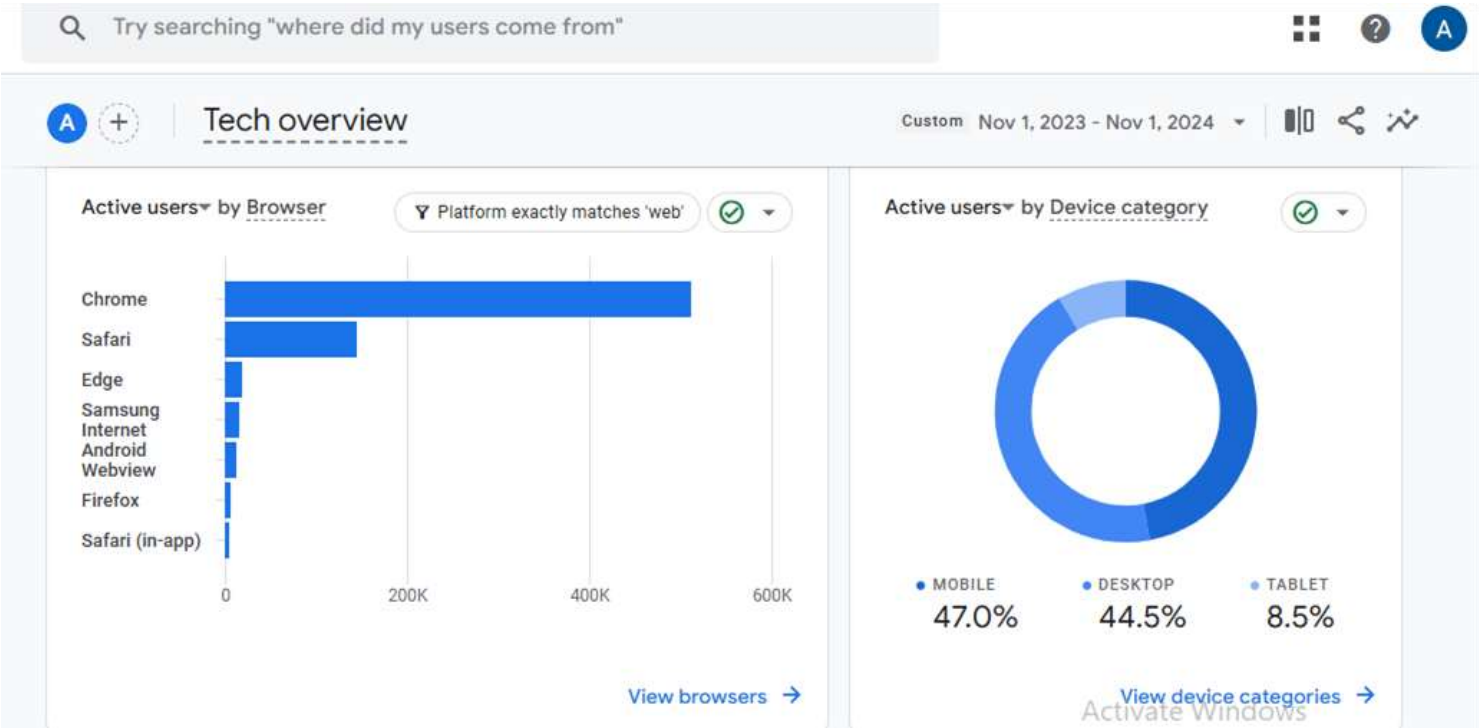 Try searching "where did my users come from"
A
A
Tech overview
Custom Nov 1, 2023 - Nov 1, 2024
Active users by Browser
Platform exactly matches 'web'
Chrome
Safari
Edge
Samsung
Internet
Android
Webview
Firefox
Safari (in-app)
0 200K 400K 600K
View browsers
Active users by Device category
MOBILE DESKTOP TABLET
47.0% 44.5% 8.5%
View device categories
Activate Windows